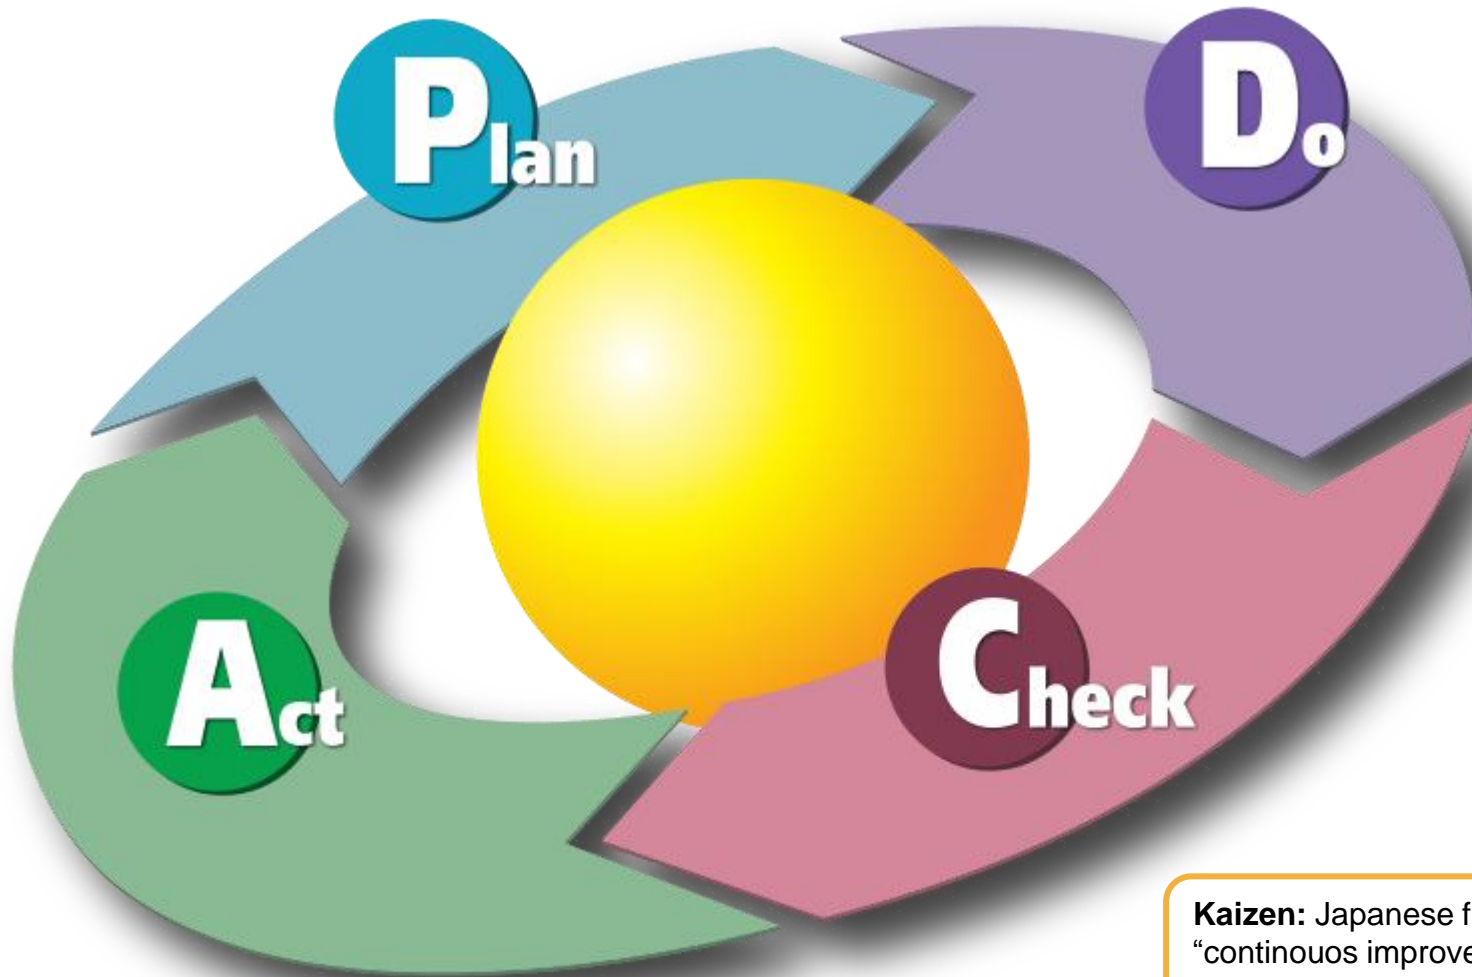 Plan
Do
Act
Check
Kaizen: Japanese f
“continouos improve